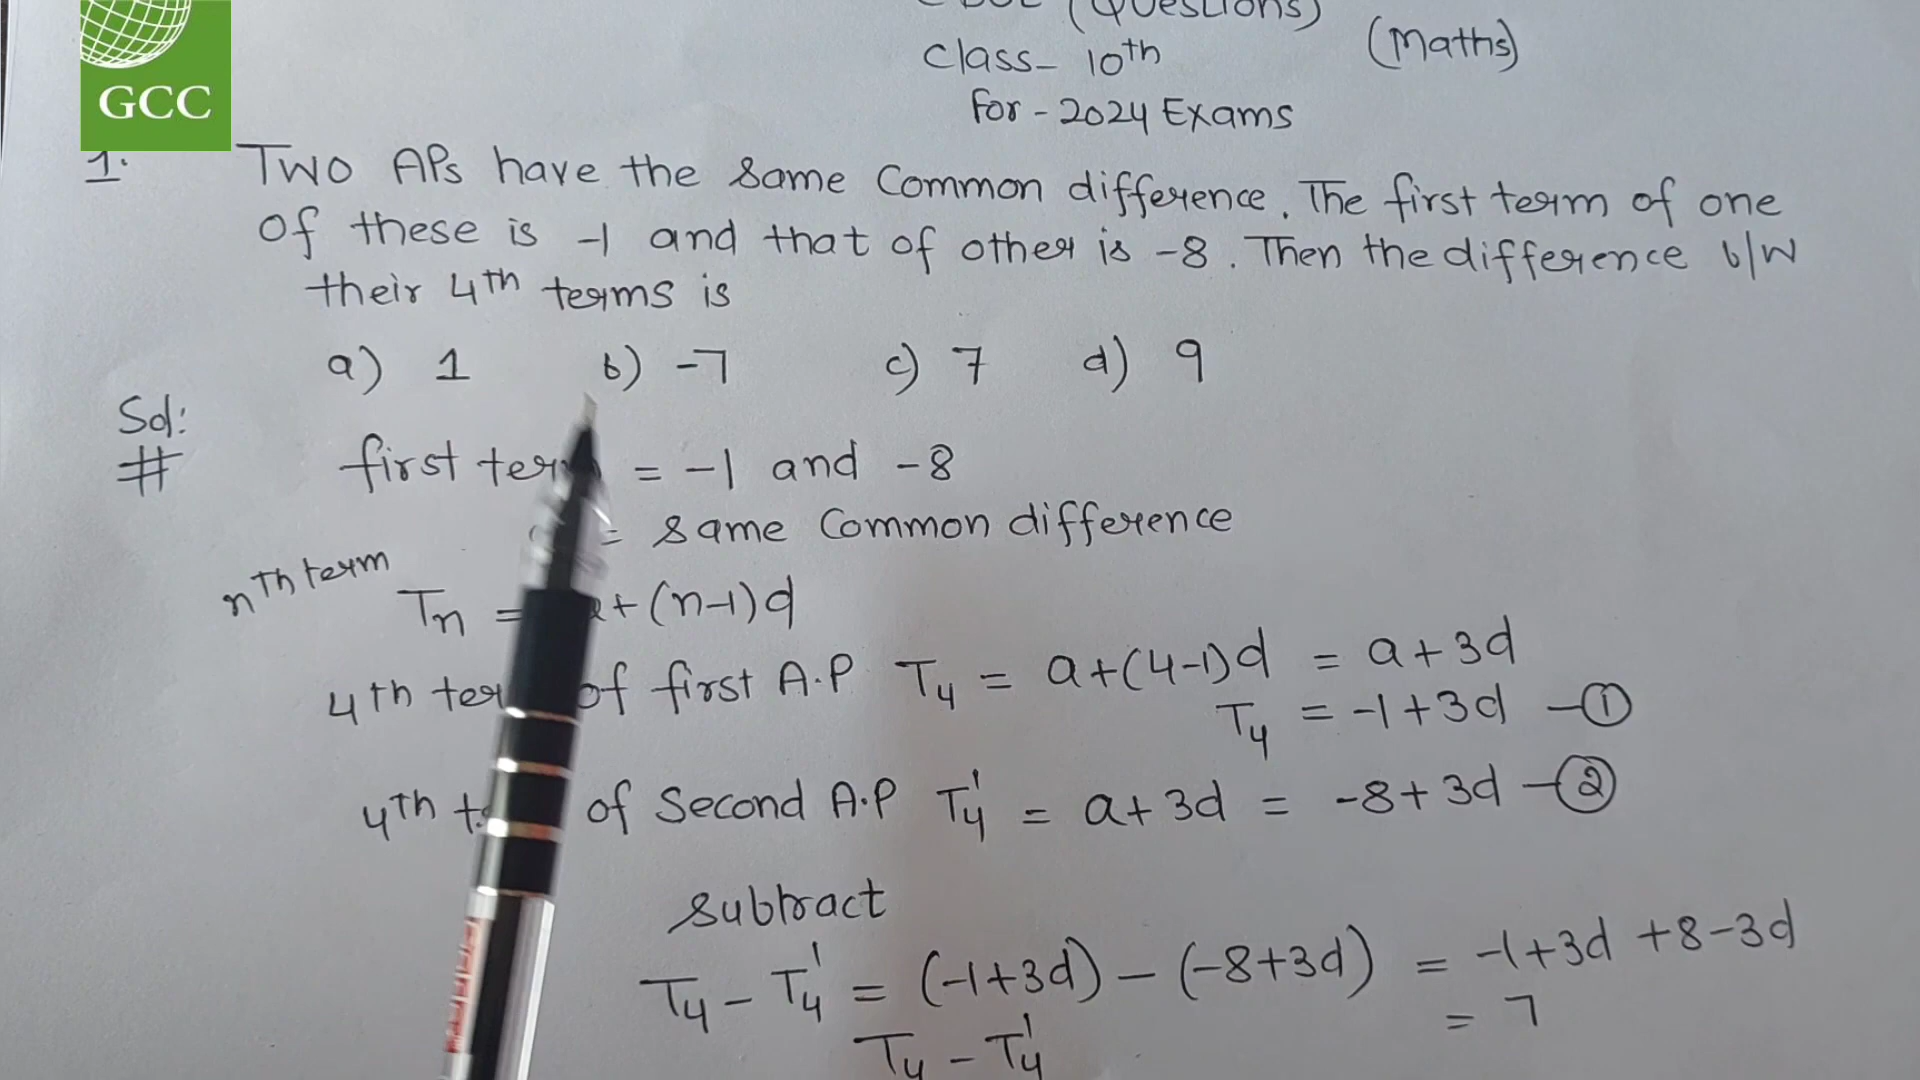 GCC
(Questions)
Class- 10th (Maths)
For - 2024 Exams
1. Two APs have the same Common difference. The first term of one
of these is -1 and that of other is -8. Then the difference b/w
their 4th terms is
a) 1 b) -7 c) 7 d) 9
Sol:
# first = -1 and -8
= same Common difference
nth term
Tn = + (n-1)d
4th of first A.P T4 = a+(4-1)d = a+3d
T4 = -1+3d -①
4th of Second A.P T4' = a+3d = -8+3d -②
subtract
T4 - T4' = (-1+3d) - (-8+3d) = -1+3d +8-3d
= 7
T4 - T4'